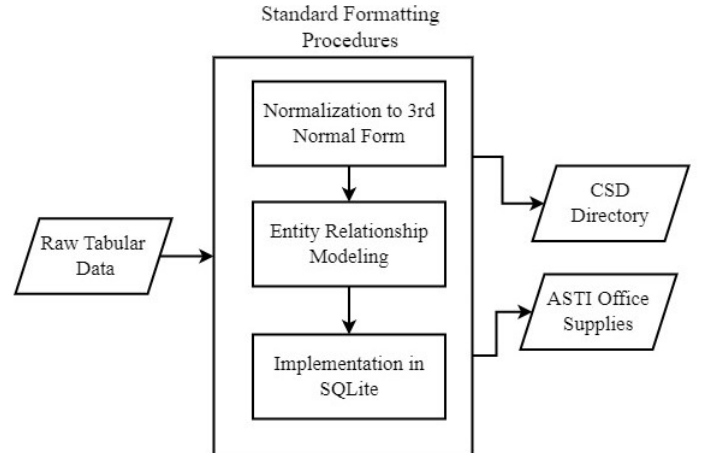 Standard Formatting
Procedures
Normalization to 3rd
Normal Form
Entity Relationship
Modeling
Implementation in
SQLite
Raw Tabular
Data
CSD
Directory
ASTI Office
Supplies